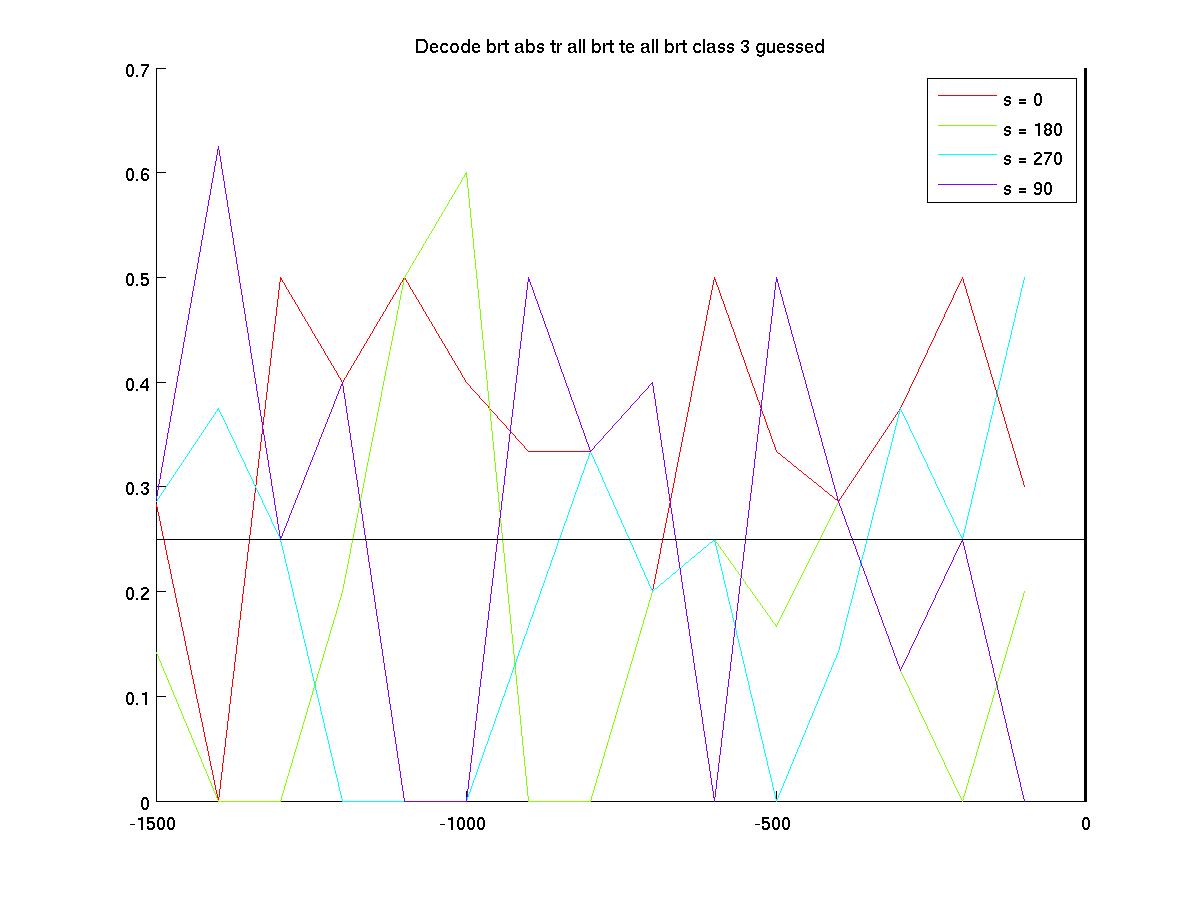 Decode brt abs tr all brt te all brt class 3 guessed
0.7
0.6
0.5
0.4
0.3
0.2
0.1
0
-1500
-1000
-500
0
s = 0
s = 180
s = 270
s = 90